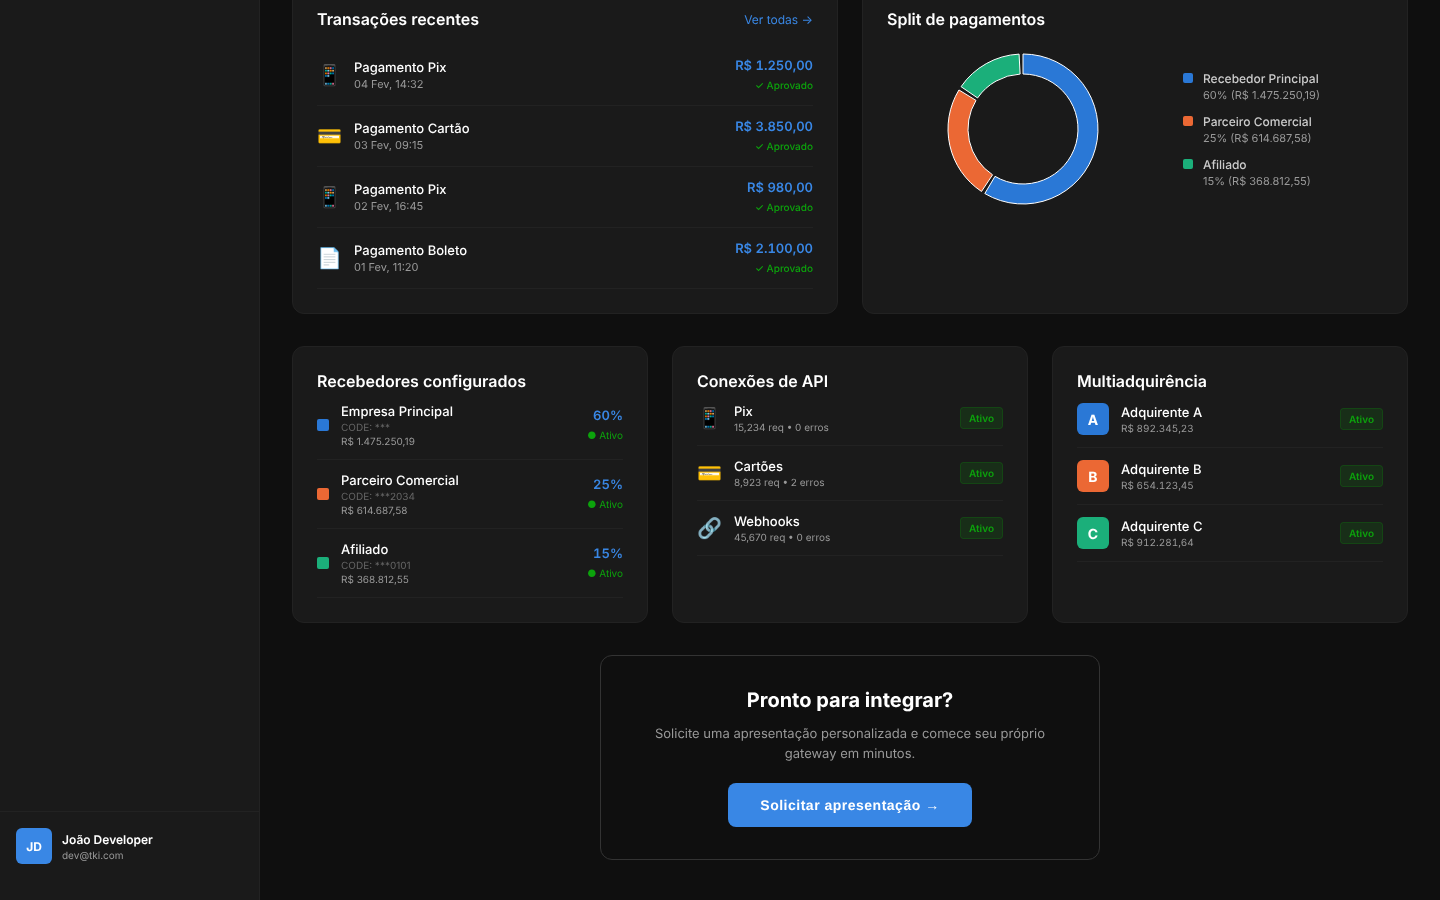 Transações recentes
Ver todas →
Pagamento Pix
04 Fev, 14:32
R$ 1.250,00
✓ Aprovado
Pagamento Cartão
03 Fev, 09:15
R$ 3.850,00
✓ Aprovado
Pagamento Pix
02 Fev, 16:45
R$ 980,00
✓ Aprovado
Pagamento Boleto
01 Fev, 11:20
R$ 2.100,00
✓ Aprovado
Split de pagamentos
Recebedor Principal
60% (R$ 1.475.250,19)
Parceiro Comercial
25% (R$ 614.687,58)
Afiliado
15% (R$ 368.812,55)
Recebedores configurados
Empresa Principal
CODE: ***
R$ 1.475.250,19
60%
Ativo
Parceiro Comercial
CODE: ***2034
R$ 614.687,58
25%
Ativo
Afiliado
CODE: ***0101
R$ 368.812,55
15%
Ativo
Conexões de API
Pix
15,234 req • 0 erros
Ativo
Cartões
8,923 req • 2 erros
Ativo
Webhooks
45,670 req • 0 erros
Ativo
Multiadquirência
A
Adquirente A
R$ 892.345,23
Ativo
B
Adquirente B
R$ 654.123,45
Ativo
C
Adquirente C
R$ 912.281,64
Ativo
Pronto para integrar?
Solicite uma apresentação personalizada e comece seu próprio
gateway em minutos.
Solicitar apresentação →
JD
João Developer
dev@tki.com